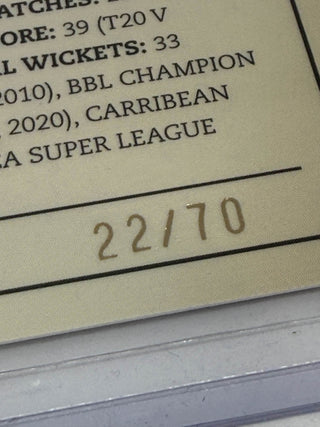 ATCHES:
ORE: 39 (T20 V
L WICKETS: 33
2010), BBL CHAMPION
, 2020), CARRIBEAN
A SUPER LEAGUE
22/70